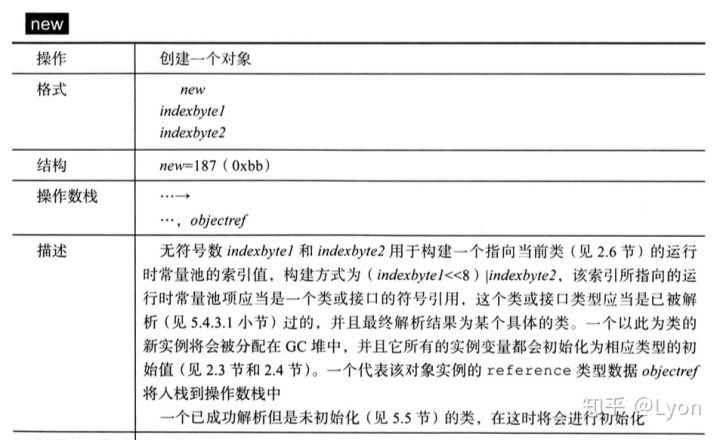 new
操作 创建一个对象
格式 new
indexbyte1
indexbyte2
结构 new=187（0xbb）
操作数栈 …→
…，objectref
描述 无符号数 indexbyte1 和 indexbyte2 用于构建一个指向当前类（见 2.6 节）的运行
时常量池的索引值，构建方式为（indexbyte1<<8）|indexbyte2，该索引所指向的运
行时常量池项应当是一个类或接口的符号引用，这个类或接口类型应当是已被解
析（见 5.4.3.1 小节）过的，并且最终解析结果为某个具体的类。一个以此为类的
新实例将会被分配在 GC 堆中，并且它所有的实例变量都会初始化为相应类型的初
始值（见 2.3 节和 2.4 节）。一个代表该对象实例的 reference 类型数据 objectref
将入栈到操作数栈中
一个已成功解析但是未初始化（见 5.5 节）的类，在这时将会进行初始化
知乎 @Lyon